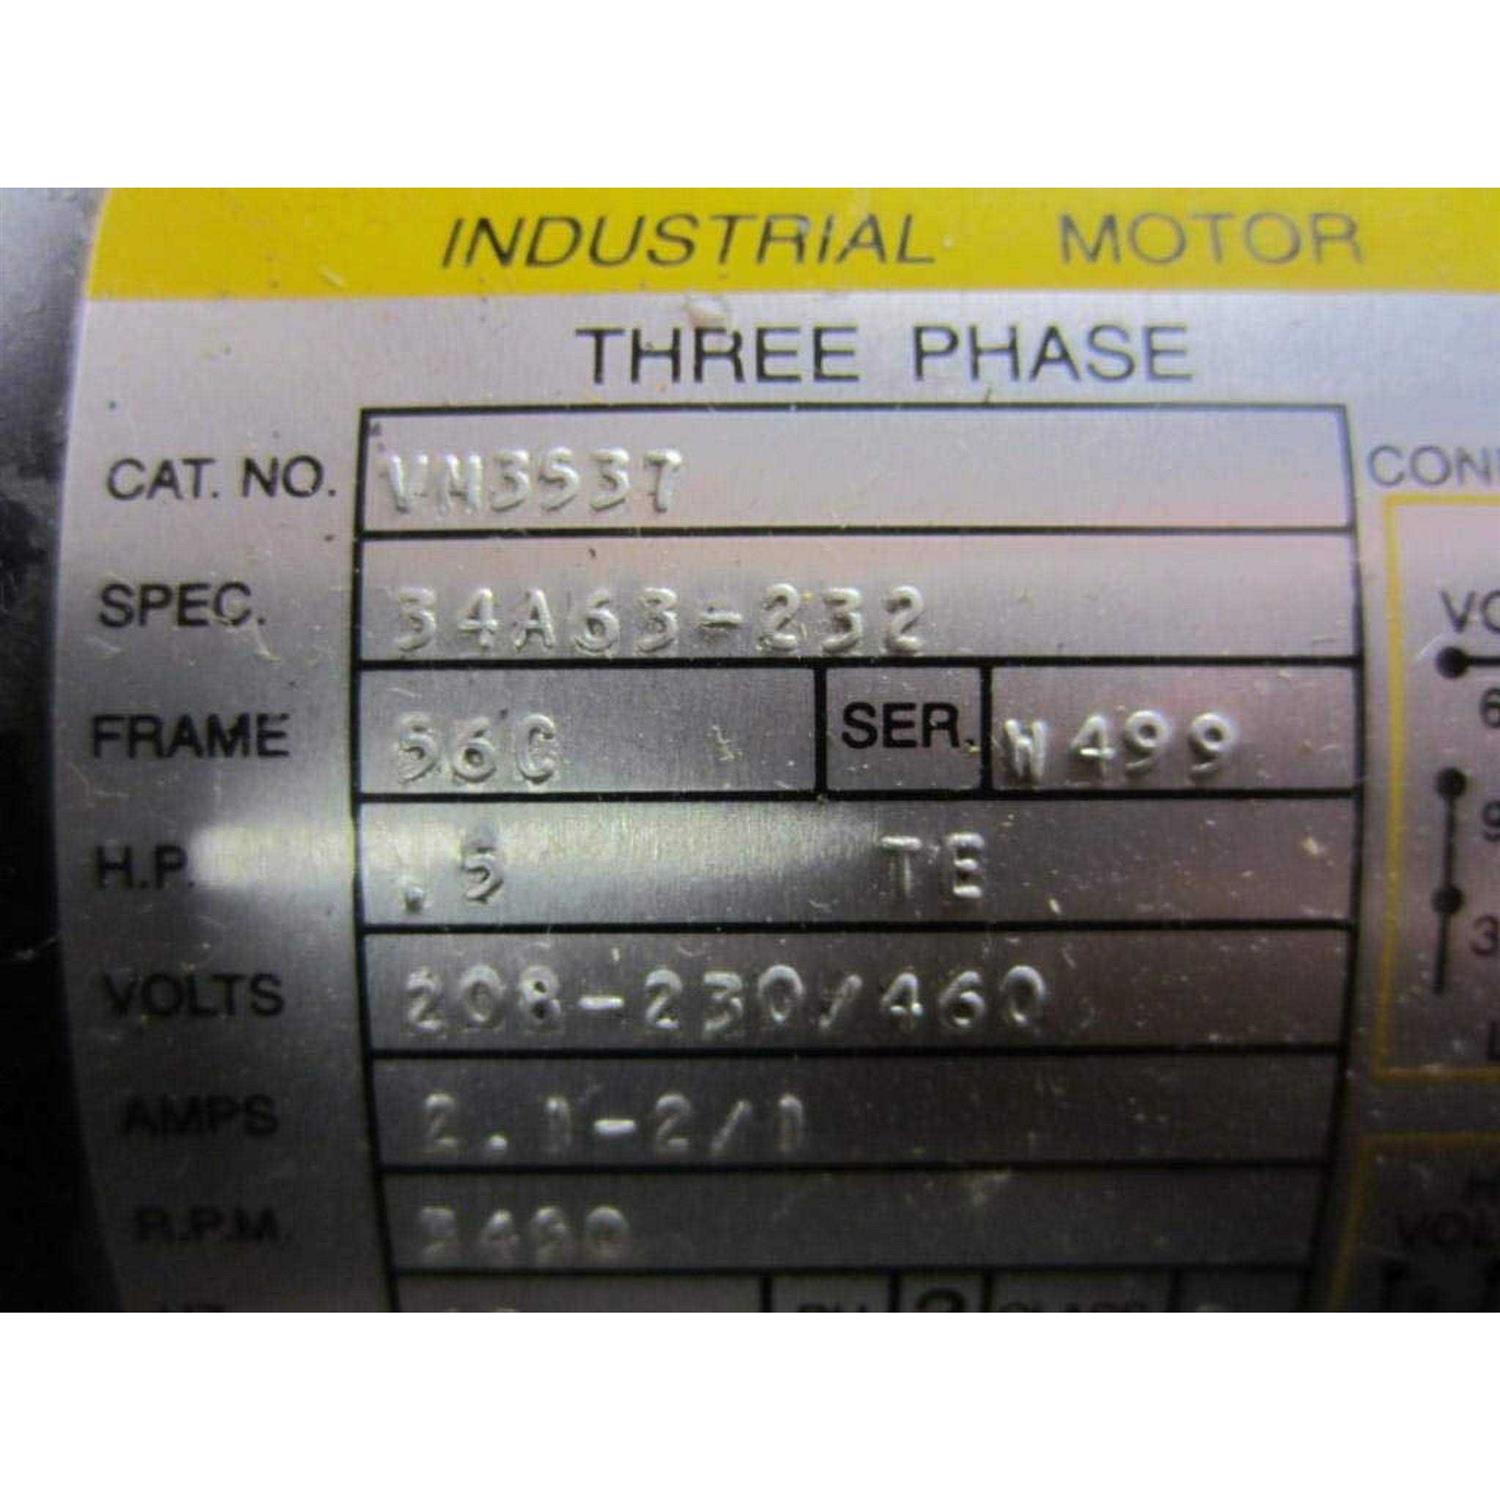 INDUSTRIAL MOTOR
THREE PHASE
CAT. NO. VM3537
SPEC. 34A63-232
FRAME 56C SER. W499
H.P. .5 TE
VOLTS 208-230/460
AMPS 2.1-2/1
R.P.M. 3450